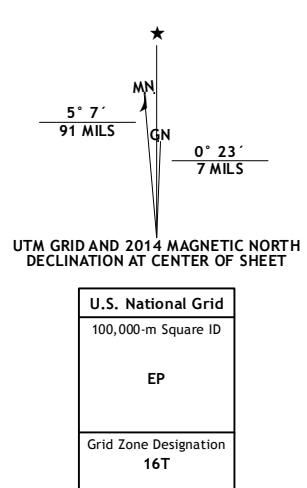 ★
MN
5° 7´
91 MILS
GN
0° 23´
7 MILS
UTM GRID AND 2014 MAGNETIC NORTH
DECLINATION AT CENTER OF SHEET
U.S. National Grid
100,000-m Square ID
EP
Grid Zone Designation
16T